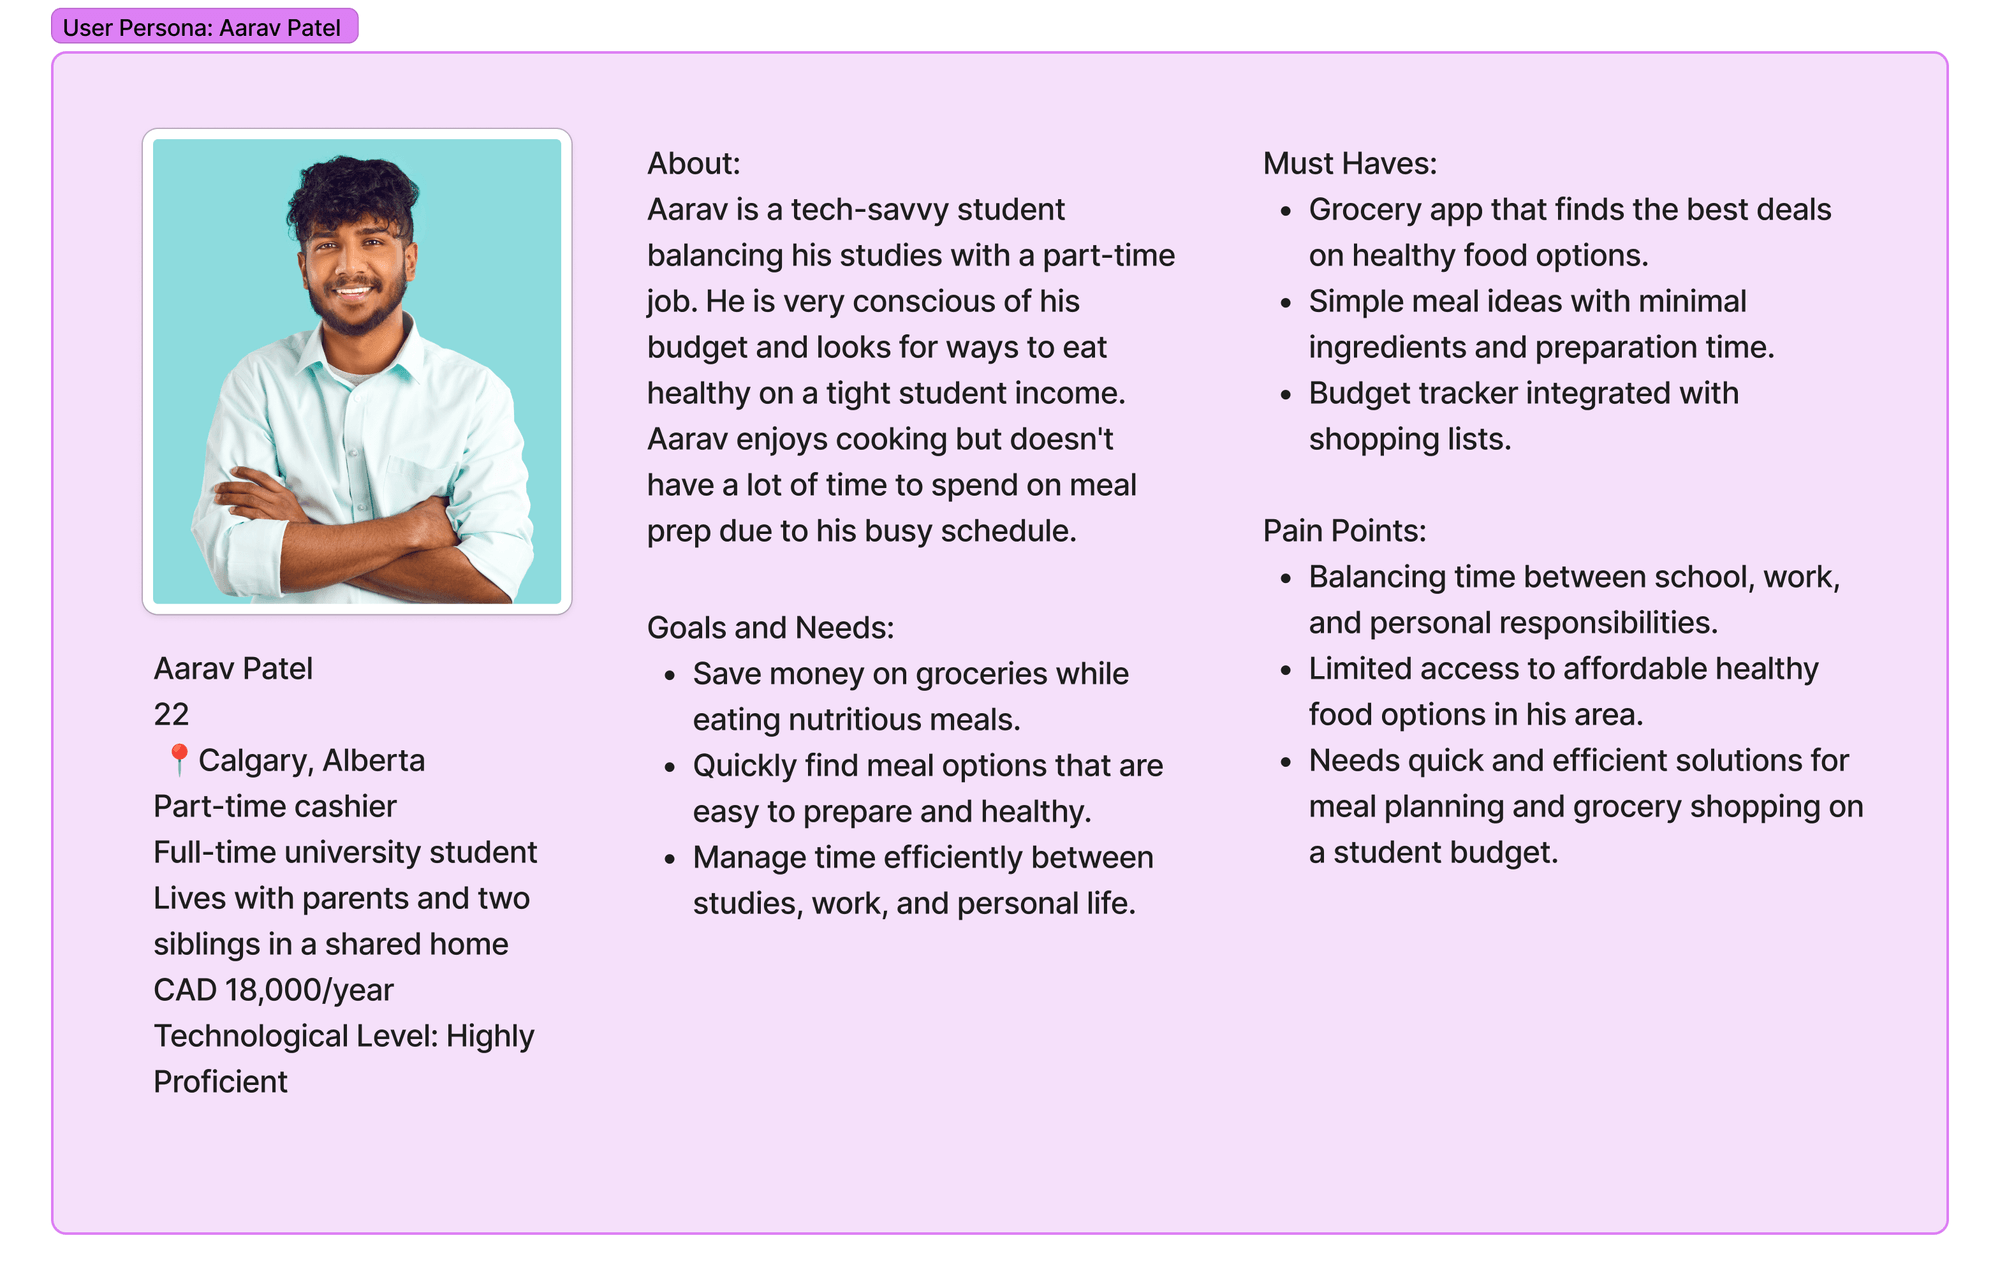 User Persona: Aarav Patel
Aarav Patel
22
📍Calgary, Alberta
Part-time cashier
Full-time university student
Lives with parents and two
siblings in a shared home
CAD 18,000/year
Technological Level: Highly
Proficient
About:
Aarav is a tech-savvy student
balancing his studies with a part-time
job. He is very conscious of his
budget and looks for ways to eat
healthy on a tight student income.
Aarav enjoys cooking but doesn't
have a lot of time to spend on meal
prep due to his busy schedule.
Goals and Needs:
• Save money on groceries while
eating nutritious meals.
• Quickly find meal options that are
easy to prepare and healthy.
• Manage time efficiently between
studies, work, and personal life.
Must Haves:
• Grocery app that finds the best deals
on healthy food options.
• Simple meal ideas with minimal
ingredients and preparation time.
• Budget tracker integrated with
shopping lists.
Pain Points:
• Balancing time between school, work,
and personal responsibilities.
• Limited access to affordable healthy
food options in his area.
• Needs quick and efficient solutions for
meal planning and grocery shopping on
a student budget.